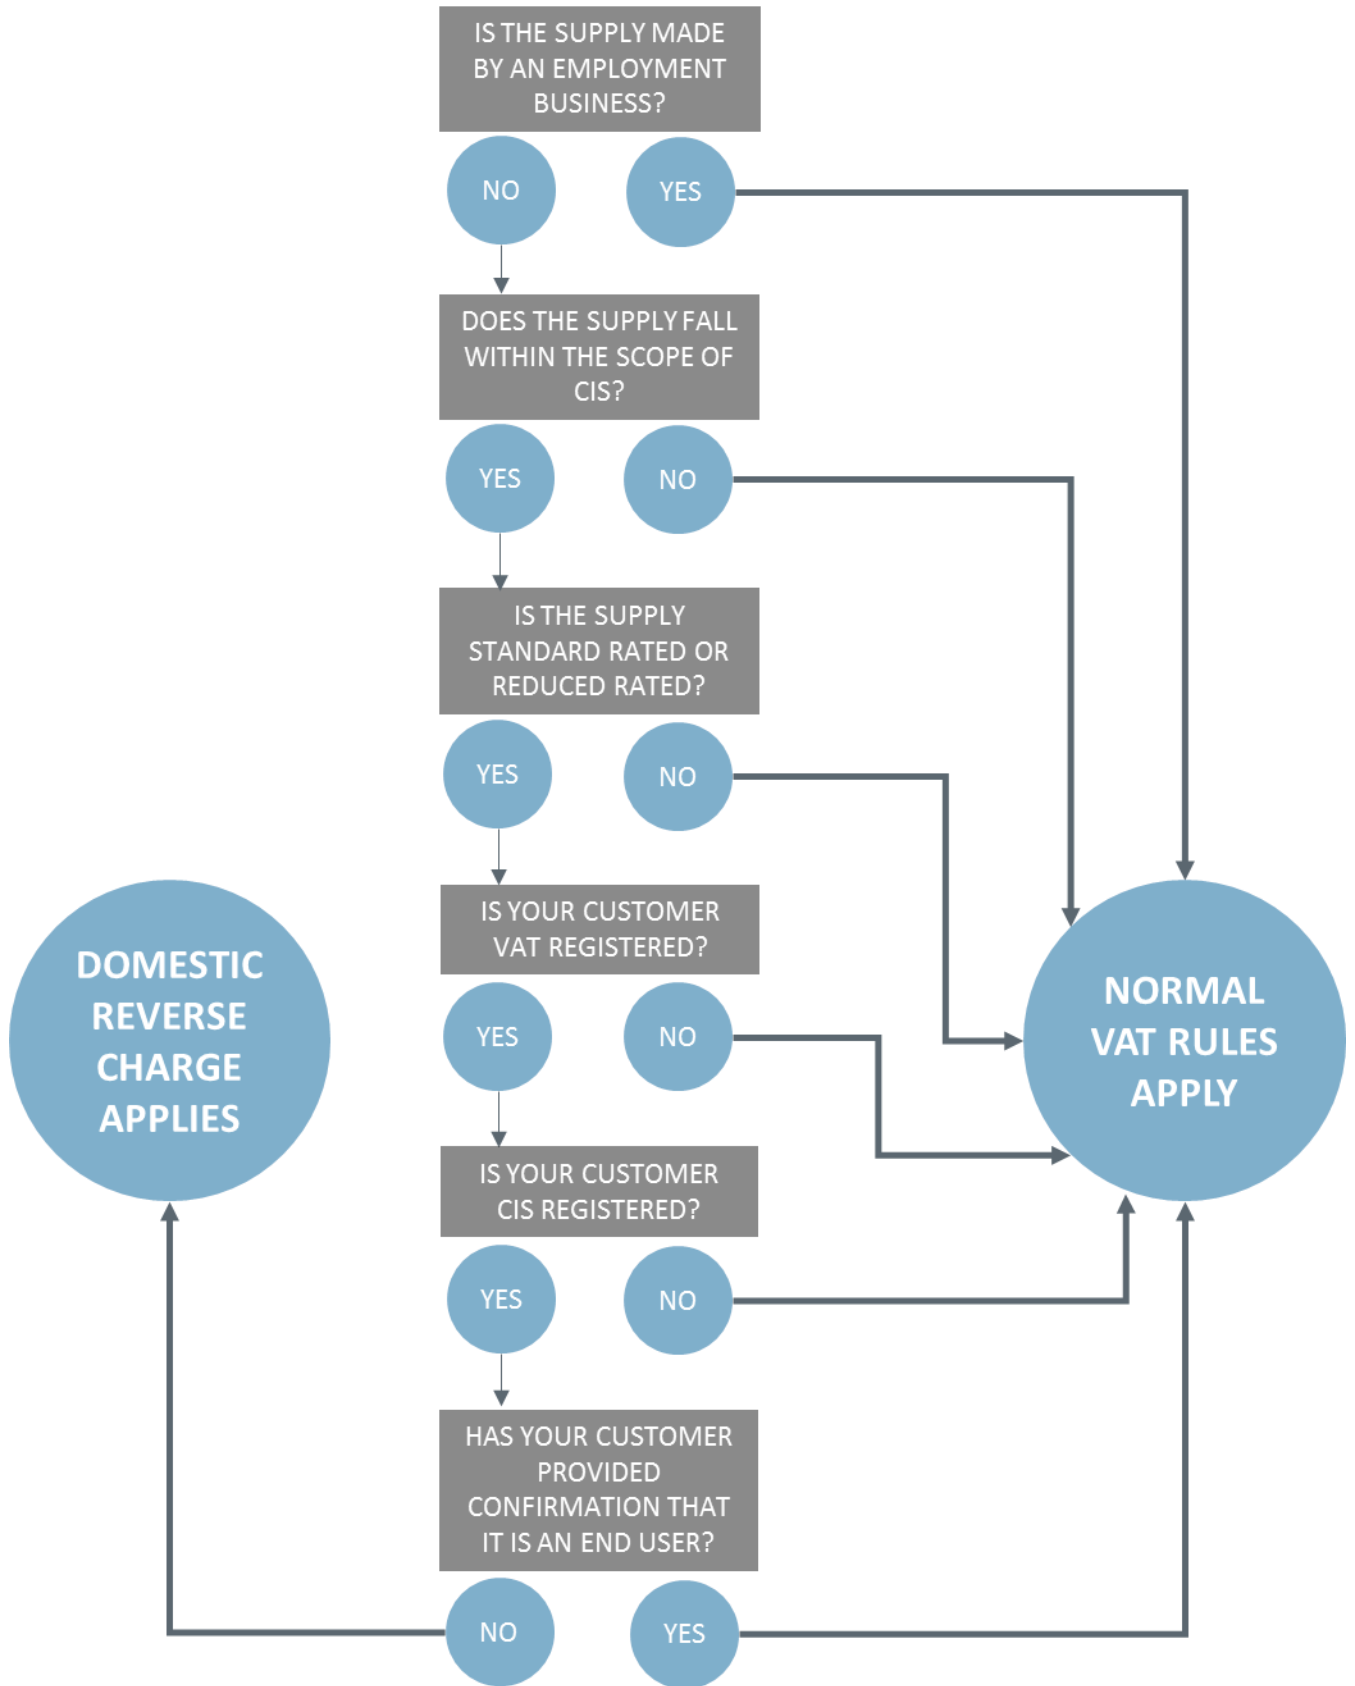 IS THE SUPPLY MADE
BY AN EMPLOYMENT
BUSINESS?
NO
YES
DOES THE SUPPLY FALL
WITHIN THE SCOPE OF
CIS?
YES
NO
IS THE SUPPLY
STANDARD RATED OR
REDUCED RATED?
YES
NO
IS YOUR CUSTOMER
VAT REGISTERED?
YES
NO
IS YOUR CUSTOMER
CIS REGISTERED?
YES
NO
HAS YOUR CUSTOMER
PROVIDED
CONFIRMATION THAT
IT IS AN END USER?
NO
YES
DOMESTIC
REVERSE
CHARGE
APPLIES
NORMAL
VAT RULES
APPLY